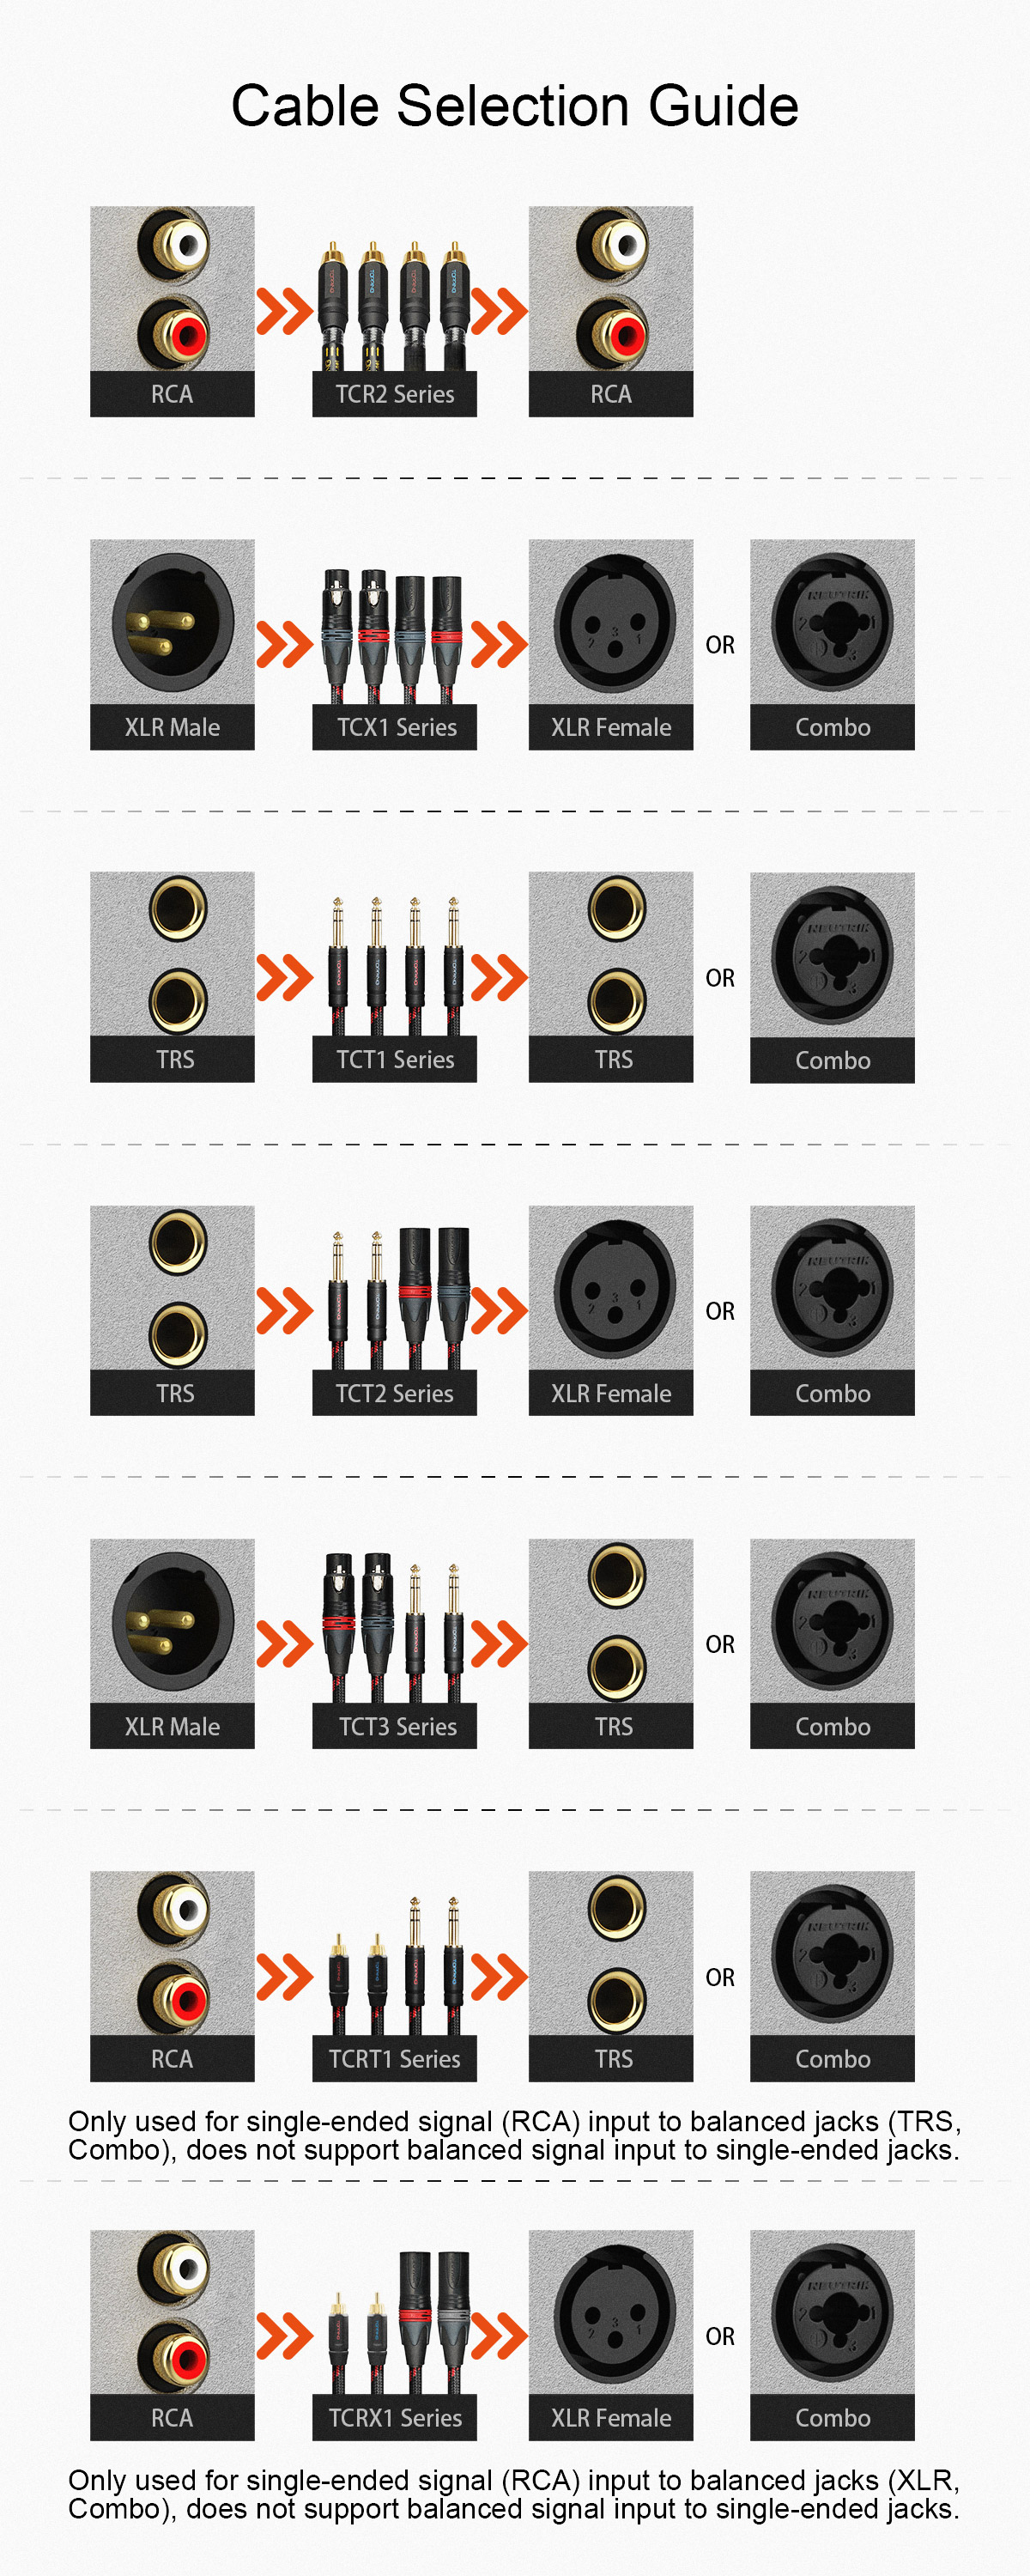 Cable Selection Guide
RCA
TCR2 Series
RCA
XLR Male
TCX1 Series
XLR Female
OR
Combo
TRS
TCT1 Series
TRS
OR
Combo
TRS
TCT2 Series
XLR Female
OR
Combo
XLR Male
TCT3 Series
TRS
OR
Combo
RCA
TCRT1 Series
TRS
OR
Combo
Only used for single-ended signal (RCA) input to balanced jacks (TRS,
Combo), does not support balanced signal input to single-ended jacks.
RCA
TCRX1 Series
XLR Female
OR
Combo
Only used for single-ended signal (RCA) input to balanced jacks (XLR,
Combo), does not support balanced signal input to single-ended jacks.